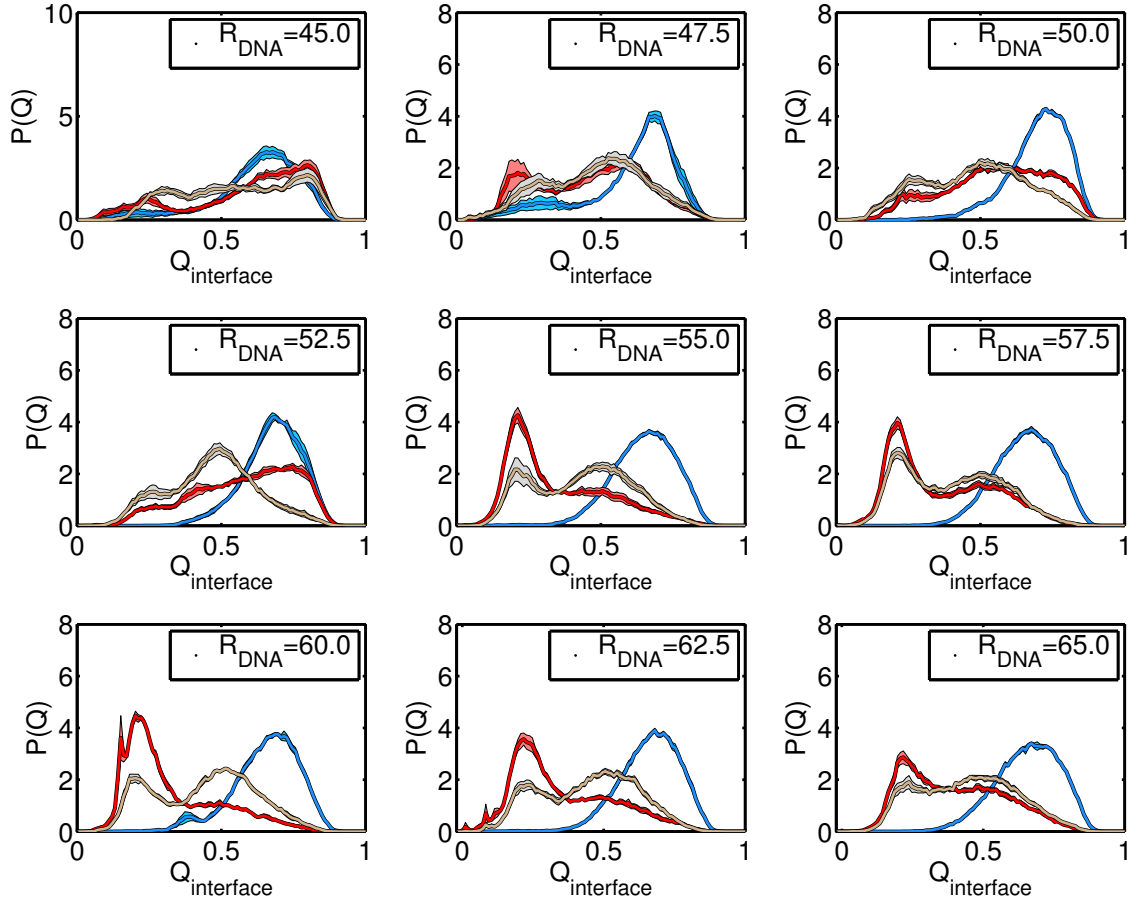 R_DNA=45.0
P(Q)
10
5
0
0 0.5 1
Q_interface
R_DNA=47.5
P(Q)
8
6
4
2
0
0 0.5 1
Q_interface
R_DNA=50.0
P(Q)
8
6
4
2
0
0 0.5 1
Q_interface
R_DNA=52.5
P(Q)
8
6
4
2
0
0 0.5 1
Q_interface
R_DNA=55.0
P(Q)
8
6
4
2
0
0 0.5 1
Q_interface
R_DNA=57.5
P(Q)
8
6
4
2
0
0 0.5 1
Q_interface
R_DNA=60.0
P(Q)
8
6
4
2
0
0 0.5 1
Q_interface
R_DNA=62.5
P(Q)
8
6
4
2
0
0 0.5 1
Q_interface
R_DNA=65.0
P(Q)
8
6
4
2
0
0 0.5 1
Q_interface